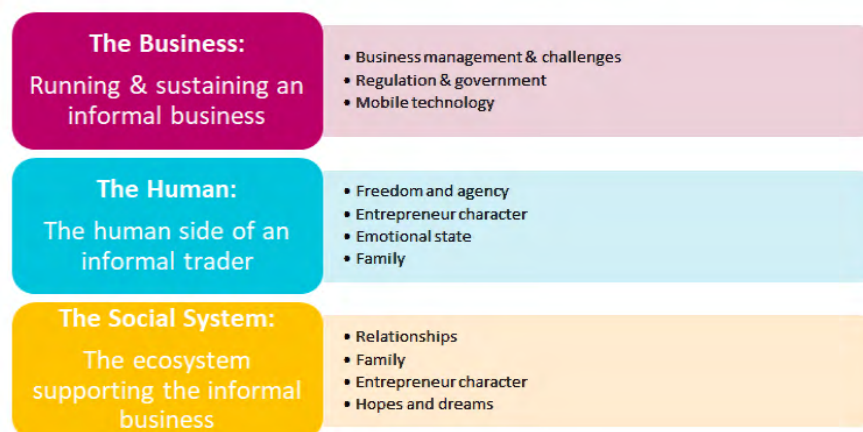 The Business:
Running & sustaining an
informal business
• Business management & challenges
• Regulation & government
• Mobile technology
The Human:
The human side of an
informal trader
• Freedom and agency
• Entrepreneur character
• Emotional state
• Family
The Social System:
The ecosystem
supporting the informal
business
• Relationships
• Family
• Entrepreneur character
• Hopes and dreams